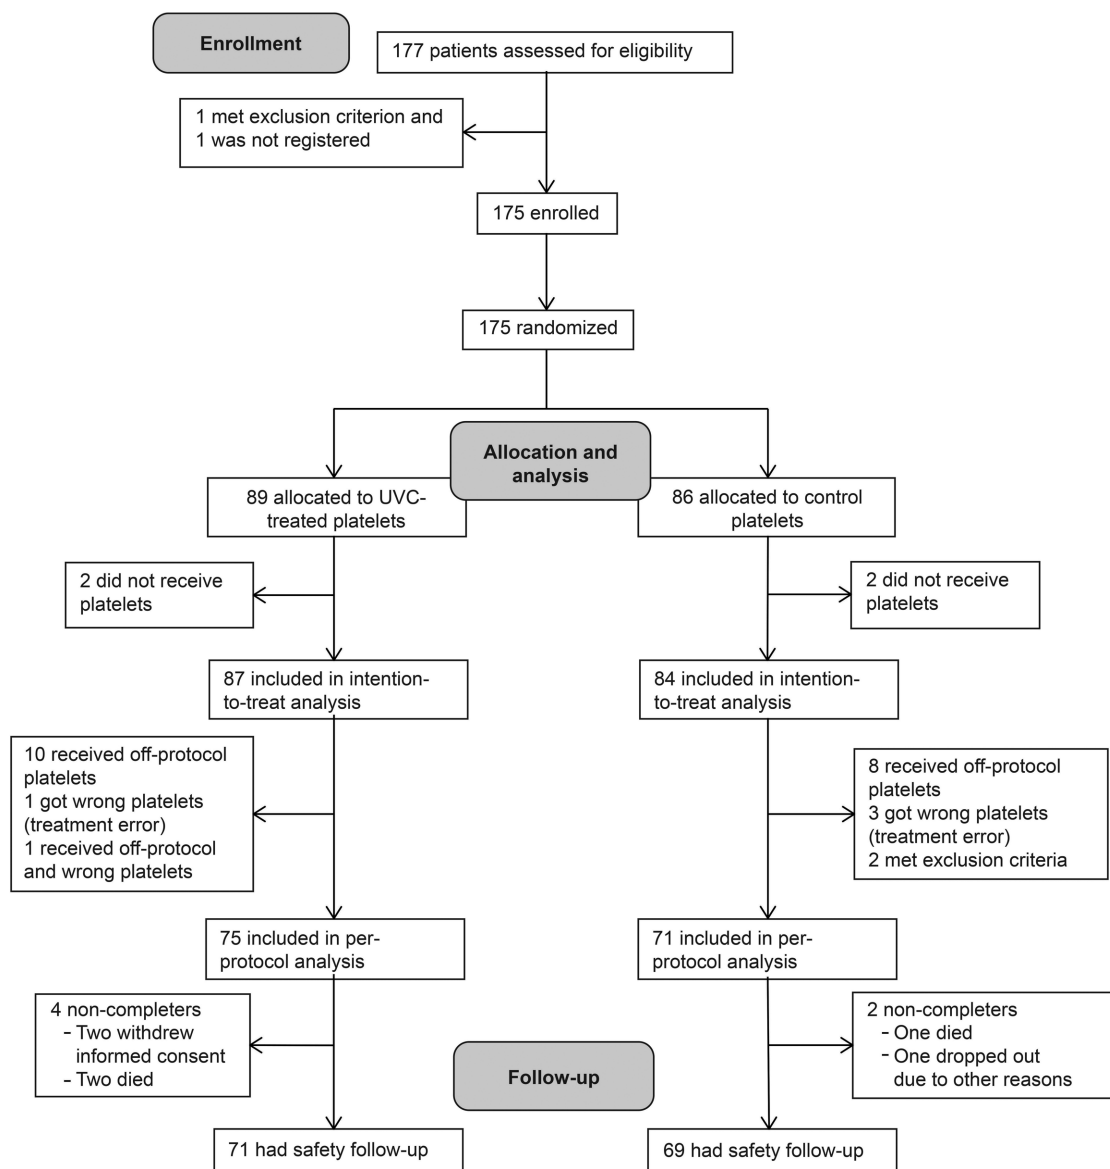 Enrollment
177 patients assessed for eligibility
1 met exclusion criterion and
1 was not registered
175 enrolled
175 randomized
Allocation and
analysis
89 allocated to UVC-
treated platelets
86 allocated to control
platelets
2 did not receive
platelets
2 did not receive
platelets
87 included in intention-
to-treat analysis
84 included in intention-
to-treat analysis
10 received off-protocol
platelets
1 got wrong platelets
(treatment error)
1 received off-protocol
and wrong platelets
8 received off-protocol
platelets
3 got wrong platelets
(treatment error)
2 met exclusion criteria
75 included in per-
protocol analysis
71 included in per-
protocol analysis
4 non-completers
- Two withdrew
informed consent
- Two died
2 non-completers
- One died
- One dropped out
due to other reasons
Follow-up
71 had safety follow-up
69 had safety follow-up